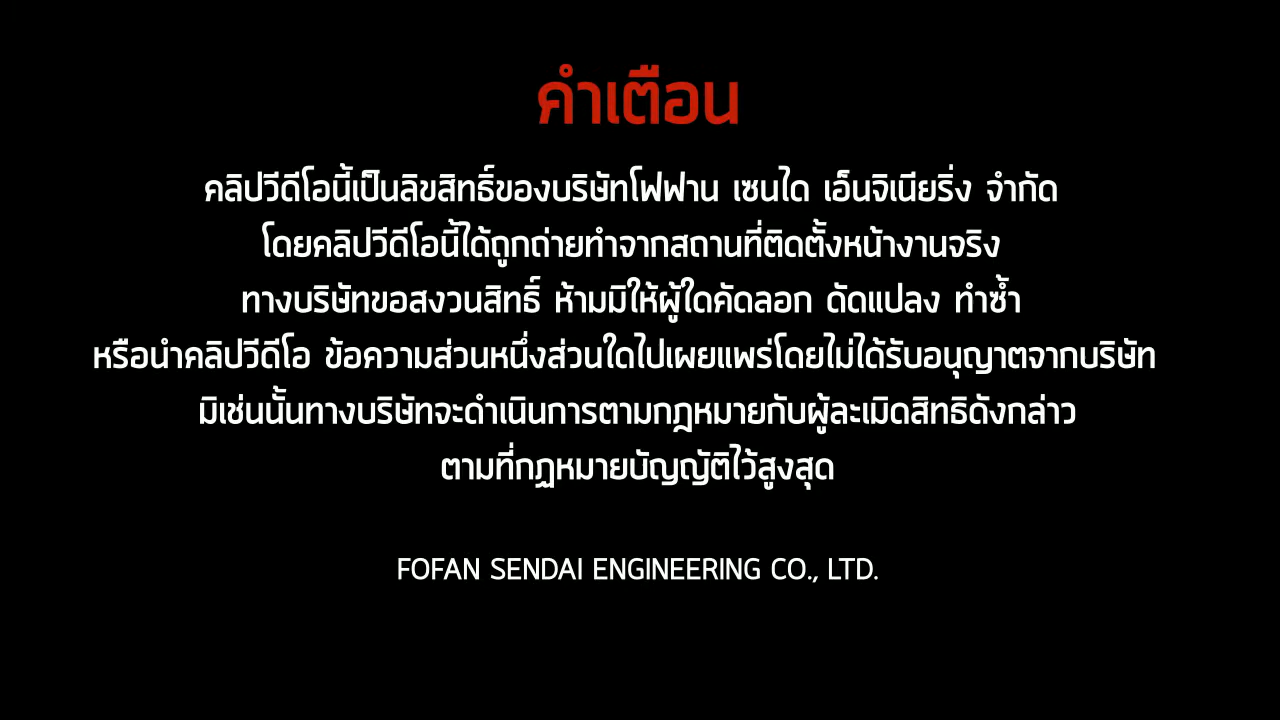 คำเตือน
คลิปวีดีโอนี้เป็นลิขสิทธิ์ของบริษัทโฟฟาน เซนได เอ็นจิเนียริ่ง จำกัด
โดยคลิปวีดีโอนี้ได้ถูกถ่ายทำจากสถานที่ติดตั้งหน้างานจริง
ทางบริษัทขอสงวนสิทธิ์ ห้ามมิให้ผู้ใดคัดลอก ดัดแปลง ทำซ้ำ
หรือนำคลิปวีดีโอ ข้อความส่วนหนึ่งส่วนใดไปเผยแพร่โดยไม่ได้รับอนุญาตจากบริษัท
มิเช่นนั้นทางบริษัทจะดำเนินการตามกฎหมายกับผู้ละเมิดสิทธิดังกล่าว
ตามที่กฏหมายบัญญัติไว้สูงสุด
FOFAN SENDAI ENGINEERING CO., LTD.